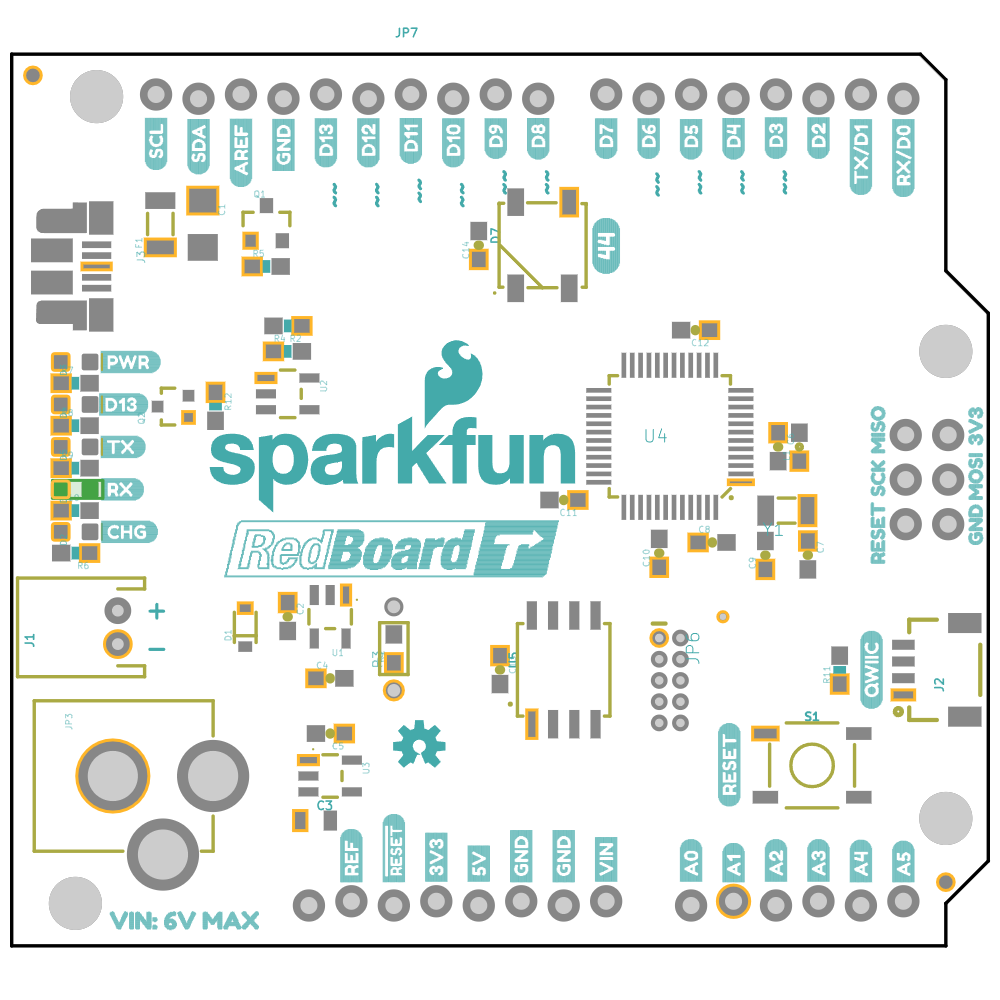 JP7
SCL
SDA
AREF
GND
D13
D12
D11
D10
D9
D8
D7
D6
D5
D4
D3
D2
TX/D1
RX/D0
Q1
C1
F1
J3
R5
C14
D7
44
R4
R2
C12
U2
R12
PWR
D13
TX
RX
CHG
R6
sparkfun
RedBoard T
U4
C11
C8
C10
C9
C7
Y1
RESET SCK MISO
GND MOSI 3V3
J1
+
-
D1
C2
U1
C4
R3
U5
JP6
R11
QWIIC
J2
JP3
C5
U3
C3
S1
RESET
REF
RESET
3V3
5V
GND
GND
VIN
A0
A1
A2
A3
A4
A5
VIN: 6V MAX